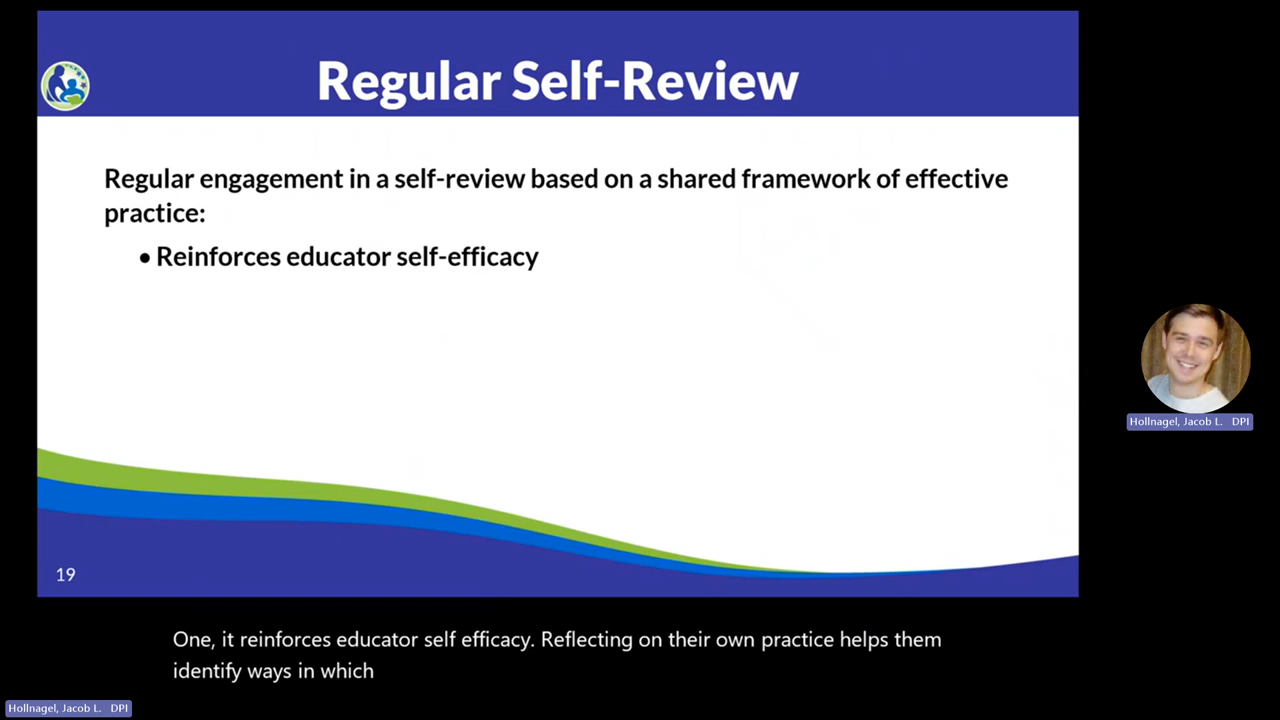 Regular Self-Review
Regular engagement in a self-review based on a shared framework of effective
practice:
• Reinforces educator self-efficacy
Hollnagel, Jacob L. DPI
19
One, it reinforces educator self efficacy. Reflecting on their own practice helps them
identify ways in which
Hollnagel, Jacob L. DPI